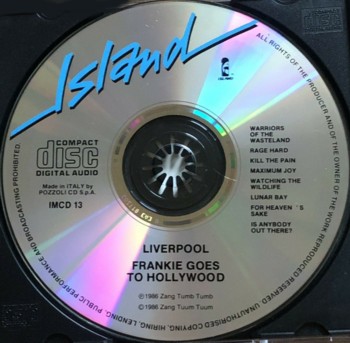 Island
COMPACT
disc
DIGITAL AUDIO
Made in ITALY by
POZZOLI CD S.p.A.
IMCD 13
WARRIORS
OF THE
WASTELAND
RAGE HARD
KILL THE PAIN
MAXIMUM JOY
WATCHING THE
WILDLIFE
LUNAR BAY
FOR HEAVEN´S
SAKE
IS ANYBODY
OUT THERE?
LIVERPOOL
FRANKIE GOES
TO HOLLYWOOD
©1986 Zang Tumb Tumb
℗1986 Zang Tuum Tuum
ALL RIGHTS OF THE PRODUCER AND OF THE OWNER OF THE WORK REPRODUCED RESERVED. UNAUTHORISED COPYING, HIRING, LENDING, PUBLIC PERFORMANCE AND BROADCASTING PROHIBITED.